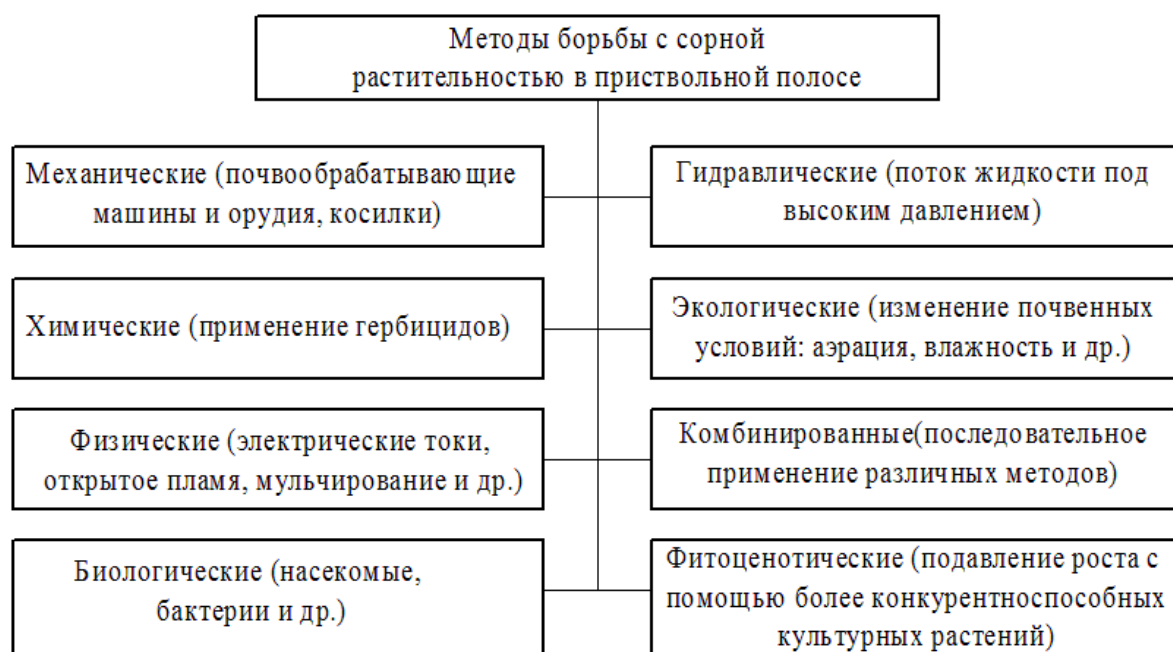 Методы борьбы с сорной
растительностью в приствольной полосе
Механические (почвообрабатывающие
машины и орудия, косилки)
Гидравлические (поток жидкости под
высоким давлением)
Химические (применение гербицидов)
Экологические (изменение почвенных
условий: аэрация, влажность и др.)
Физические (электрические токи,
открытое пламя, мульчирование и др.)
Комбинированные(последовательное
применение различных методов)
Биологические (насекомые,
бактерии и др.)
Фитоценотические (подавление роста с
помощью более конкурентноспособных
культурных растений)